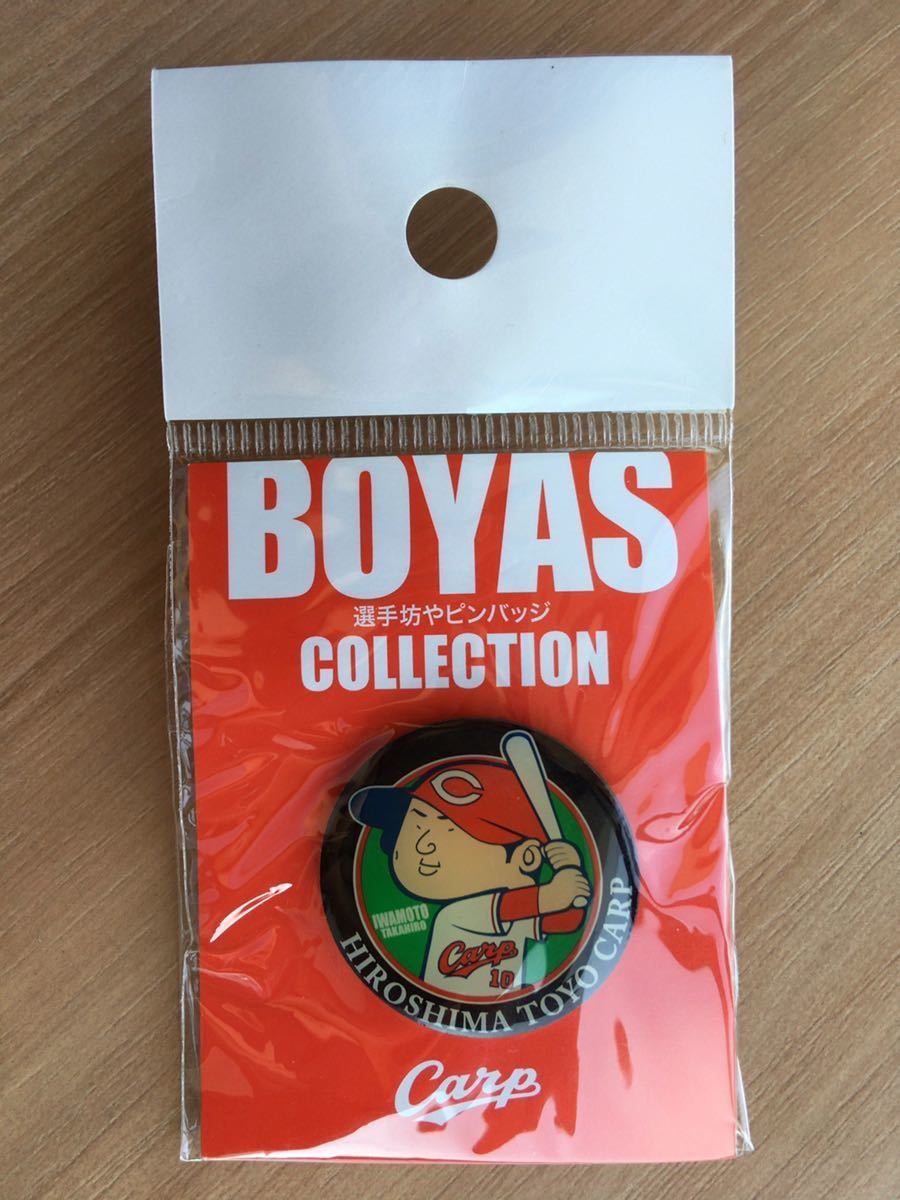 BOYAS
選手坊やピンバッジ
COLLECTION
C
IWAMOTO
TAKAHIRO
Carp
10
HIROSHIMA TOYO CARP
Carp